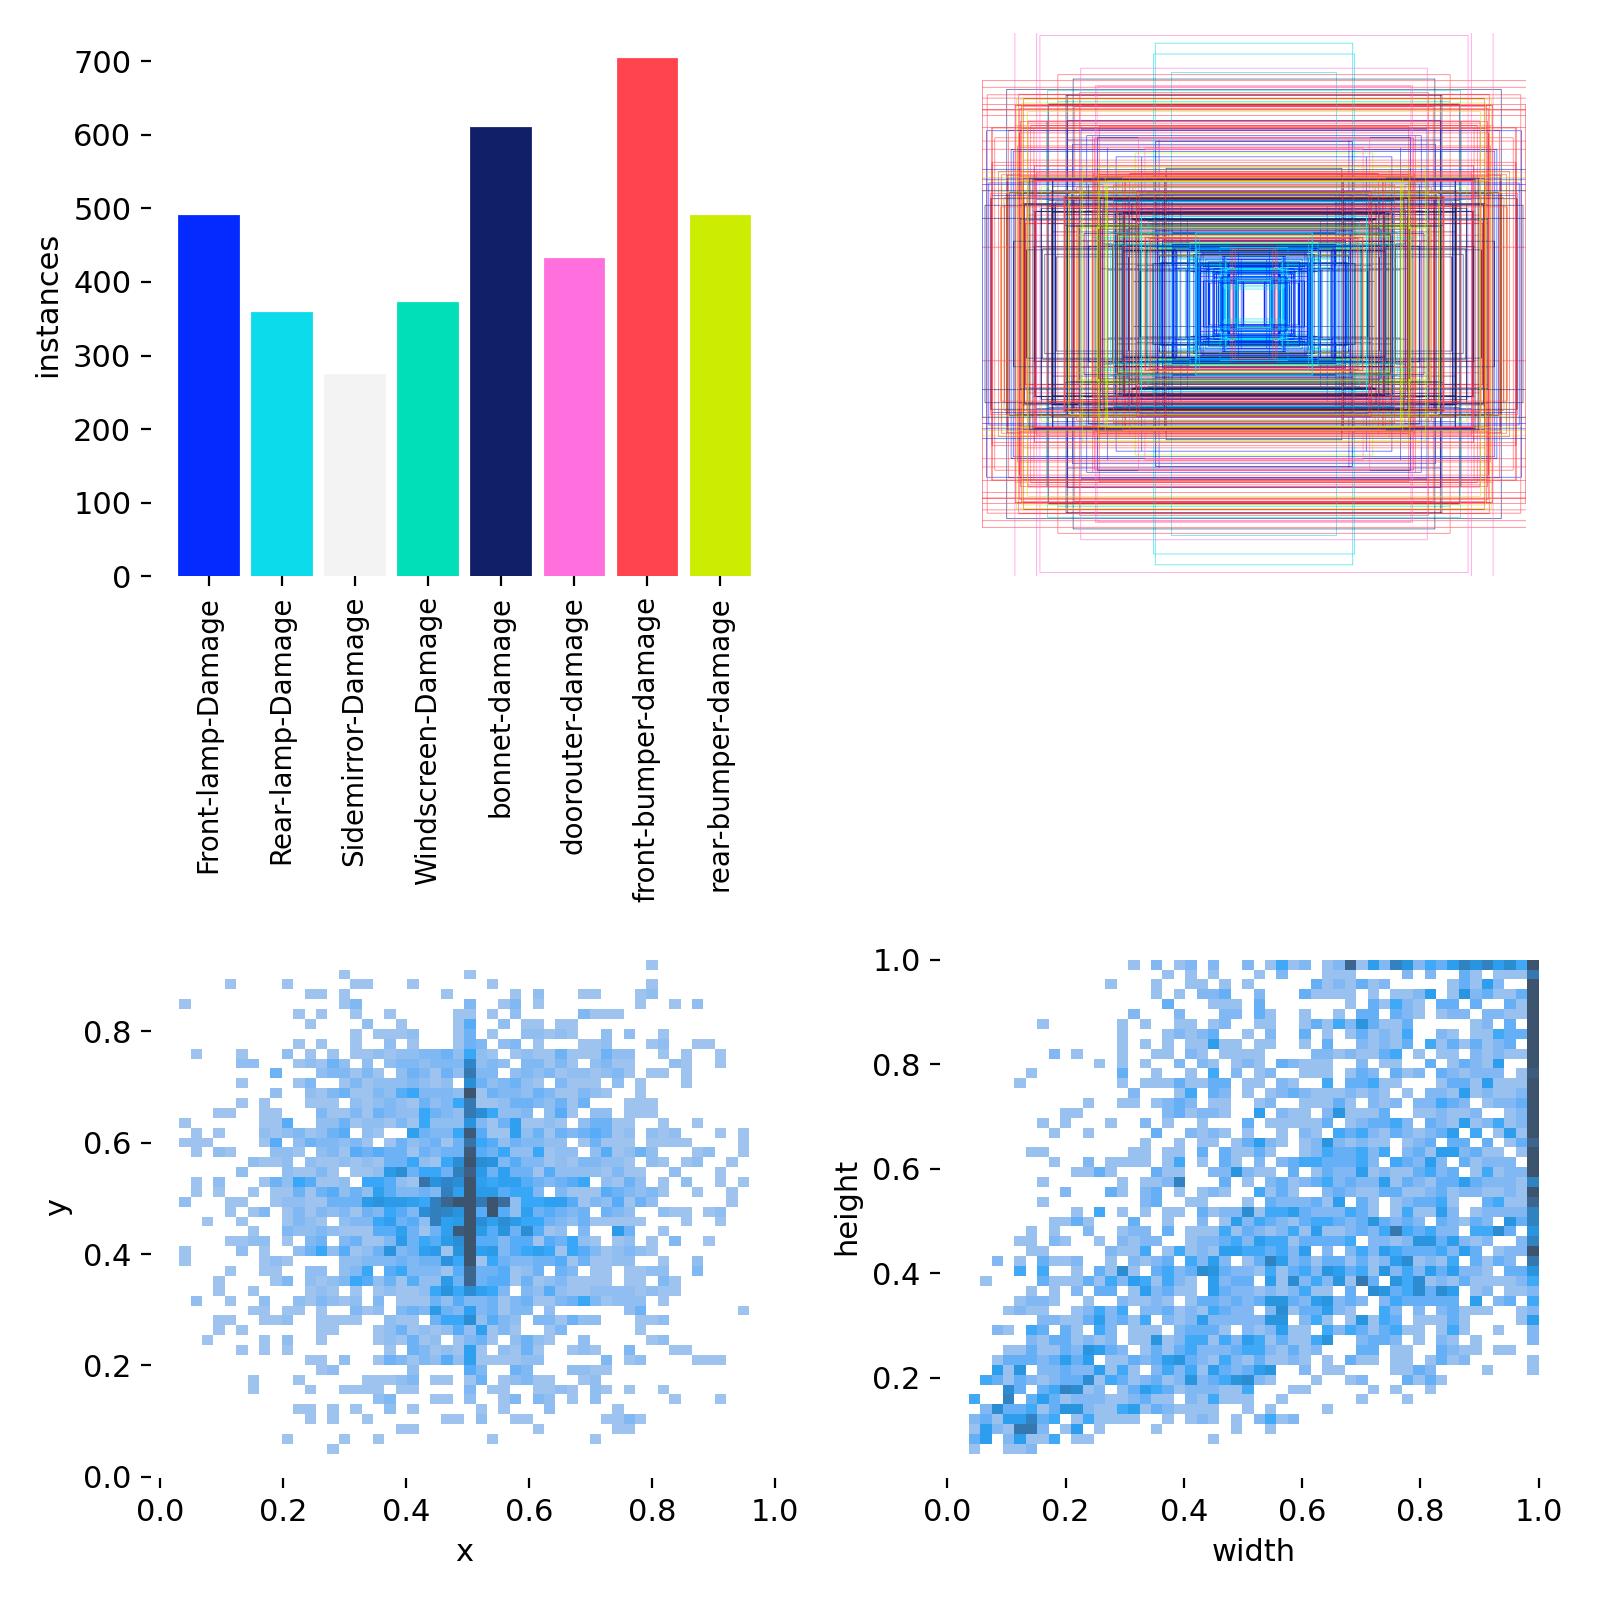 700
600
500
400
300
200
100
0
instances
Front-lamp-Damage
Rear-lamp-Damage
Sidemirror-Damage
Windscreen-Damage
bonnet-damage
doorouter-damage
front-bumper-damage
rear-bumper-damage
0.8
0.6
0.4
0.2
0.0
y
0.0 0.2 0.4 0.6 0.8 1.0
x
1.0
0.8
0.6
0.4
0.2
height
0.0 0.2 0.4 0.6 0.8 1.0
width